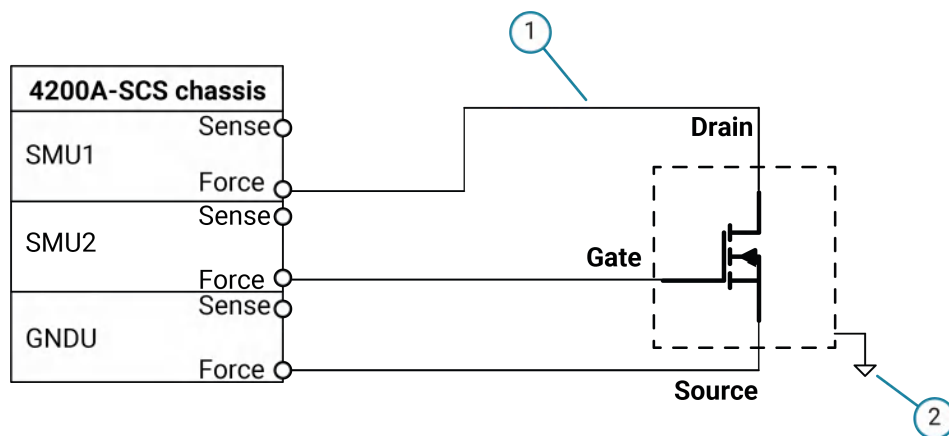 1
4200A-SCS chassis
Sense
SMU1
Force
Drain
Sense
SMU2
Force
Gate
Sense
GNDU
Force
Source
2